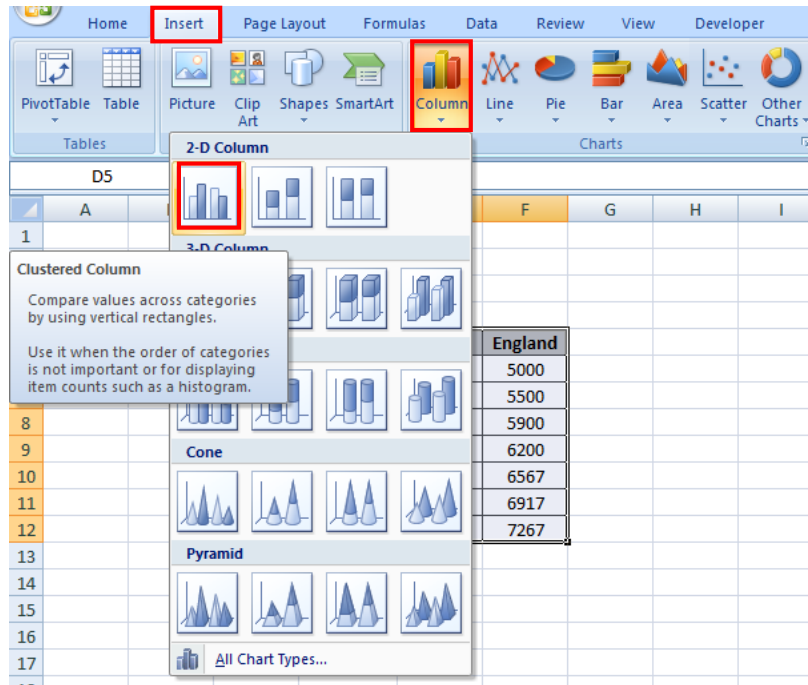 Home Insert Page Layout Formulas Data Review View Developer
PivotTable Table Picture Clip Art Shapes SmartArt Column Line Pie Bar Area Scatter Other Charts
Tables Charts
2-D Column
D5
A F G H I
1
3-D Column
Clustered Column
Compare values across categories
by using vertical rectangles.
Use it when the order of categories
is not important or for displaying
item counts such as a histogram.
England
5000
5500
8 5900
9 6200
Cone
10 6567
11 6917
12 7267
13
Pyramid
14
15
16
17
All Chart Types...